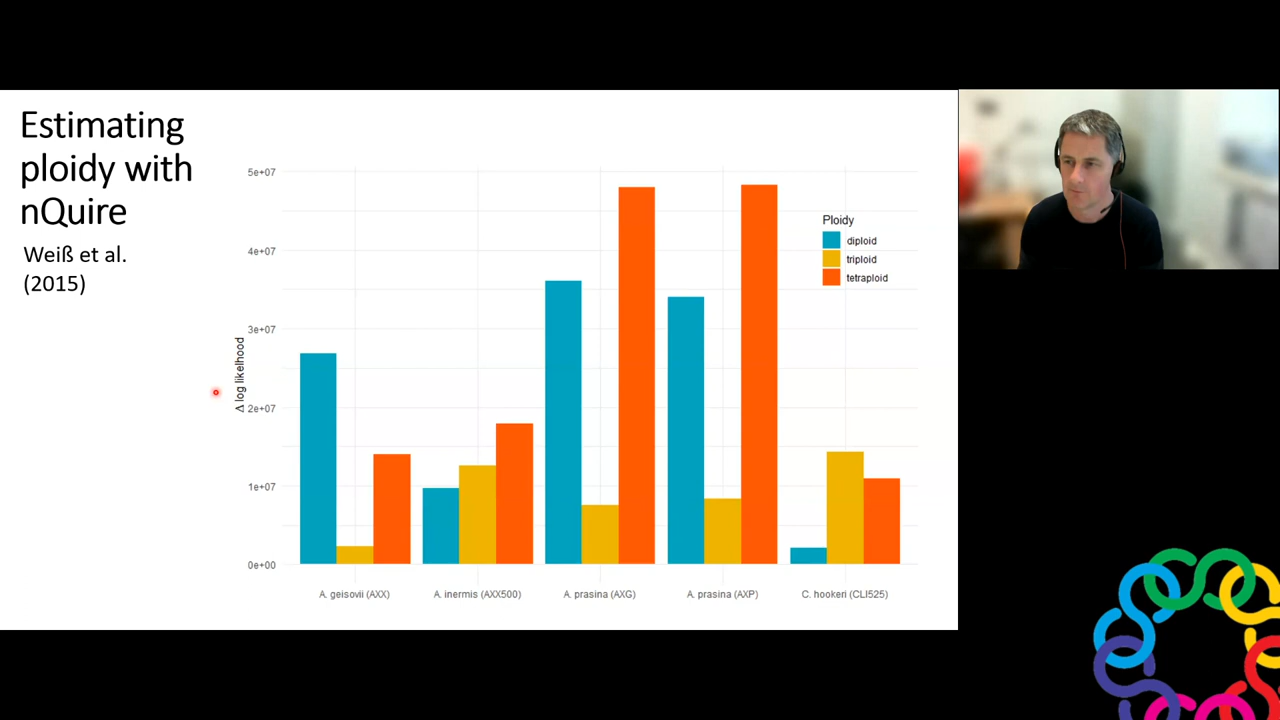 Estimating
ploidy with
nQuire
Weiß et al.
(2015)
Δ log likelhood
5e+07
4e+07
3e+07
2e+07
1e+07
0e+00
Ploidy
diploid
triploid
tetraploid
A. geisovii (AXX)
A. inermis (AXX500)
A. prasina (AXG)
A. prasina (AXP)
C. hookeri (CLI525)